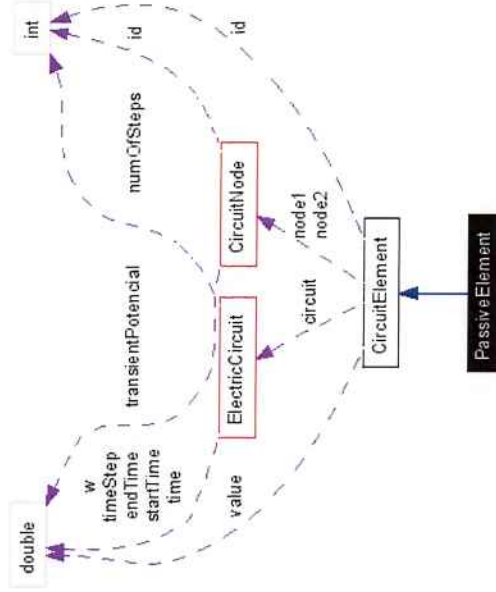 double
int
w
timeStep
endTime
startTime
time
transientPotencial
numOfSteps
id
id
value
ElectricCircuit
CircuitNode
circuit
node1
node2
CircuitElement
PassiveElement